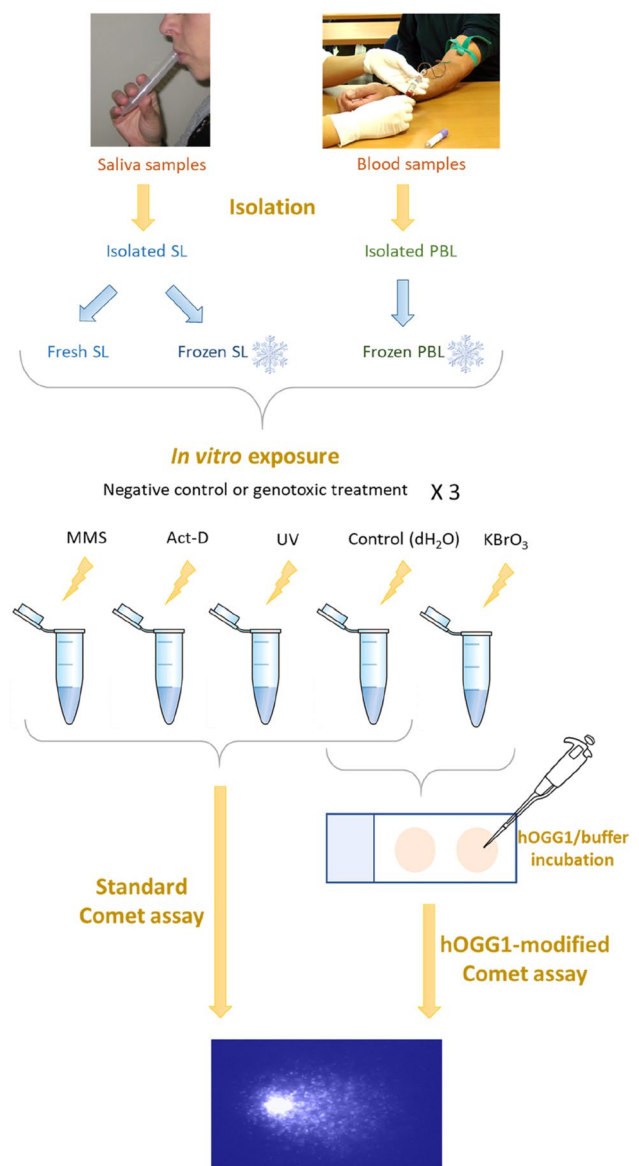 Saliva samples
Blood samples
Isolation
Isolated SL
Isolated PBL
Fresh SL
Frozen SL
Frozen PBL
In vitro exposure
Negative control or genotoxic treatment X 3
MMS
Act-D
UV
Control (dH₂O)
KBrO₃
hOGG1/buffer
incubation
Standard
Comet assay
hOGG1-modified
Comet assay